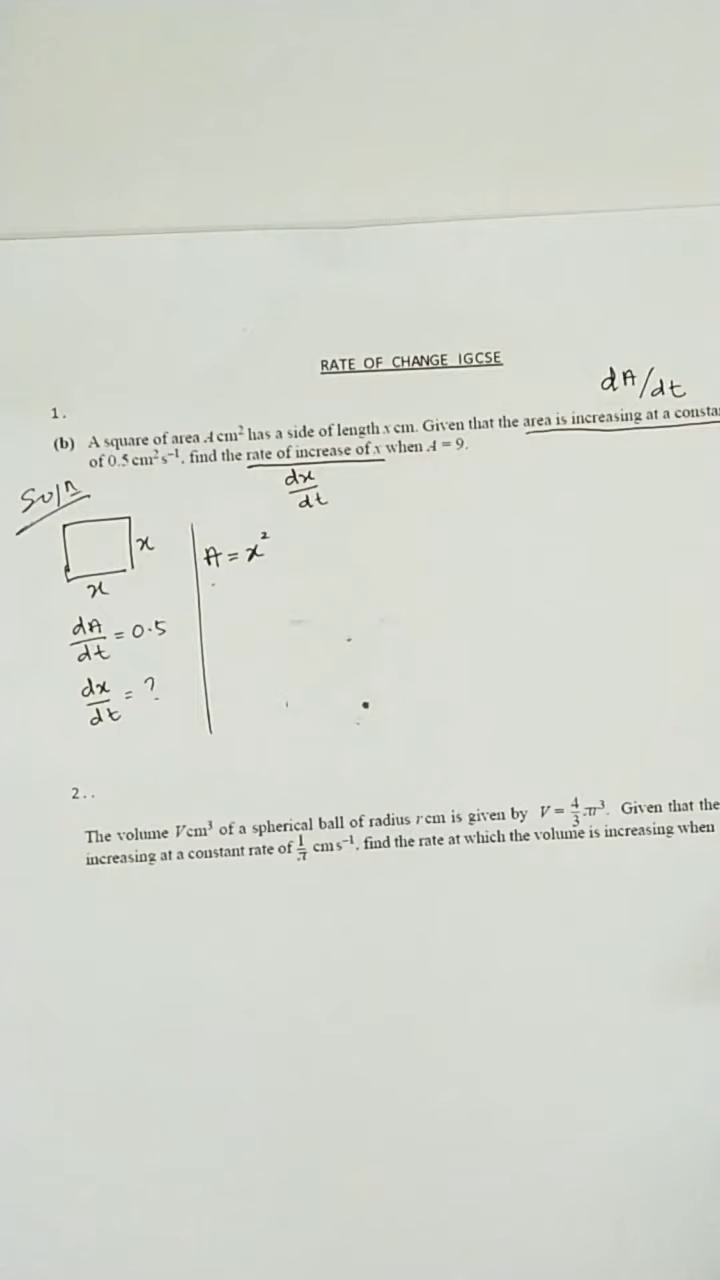 RATE OF CHANGE IGCSE
dA/dt
1.
(b) A square of area A cm² has a side of length x cm. Given that the area is increasing at a
of 0.5 cm² s⁻¹, find the rate of increase of x when A = 9.
dx/dt
Soln
x
A = x²
x
dA/dt = 0.5
dx/dt = ?
2..
The volume V cm³ of a spherical ball of radius r cm is given by V = 4/3 πr³. Given that the
increasing at a constant rate of 1/π cm s⁻¹, find the rate at which the volume is increasing when